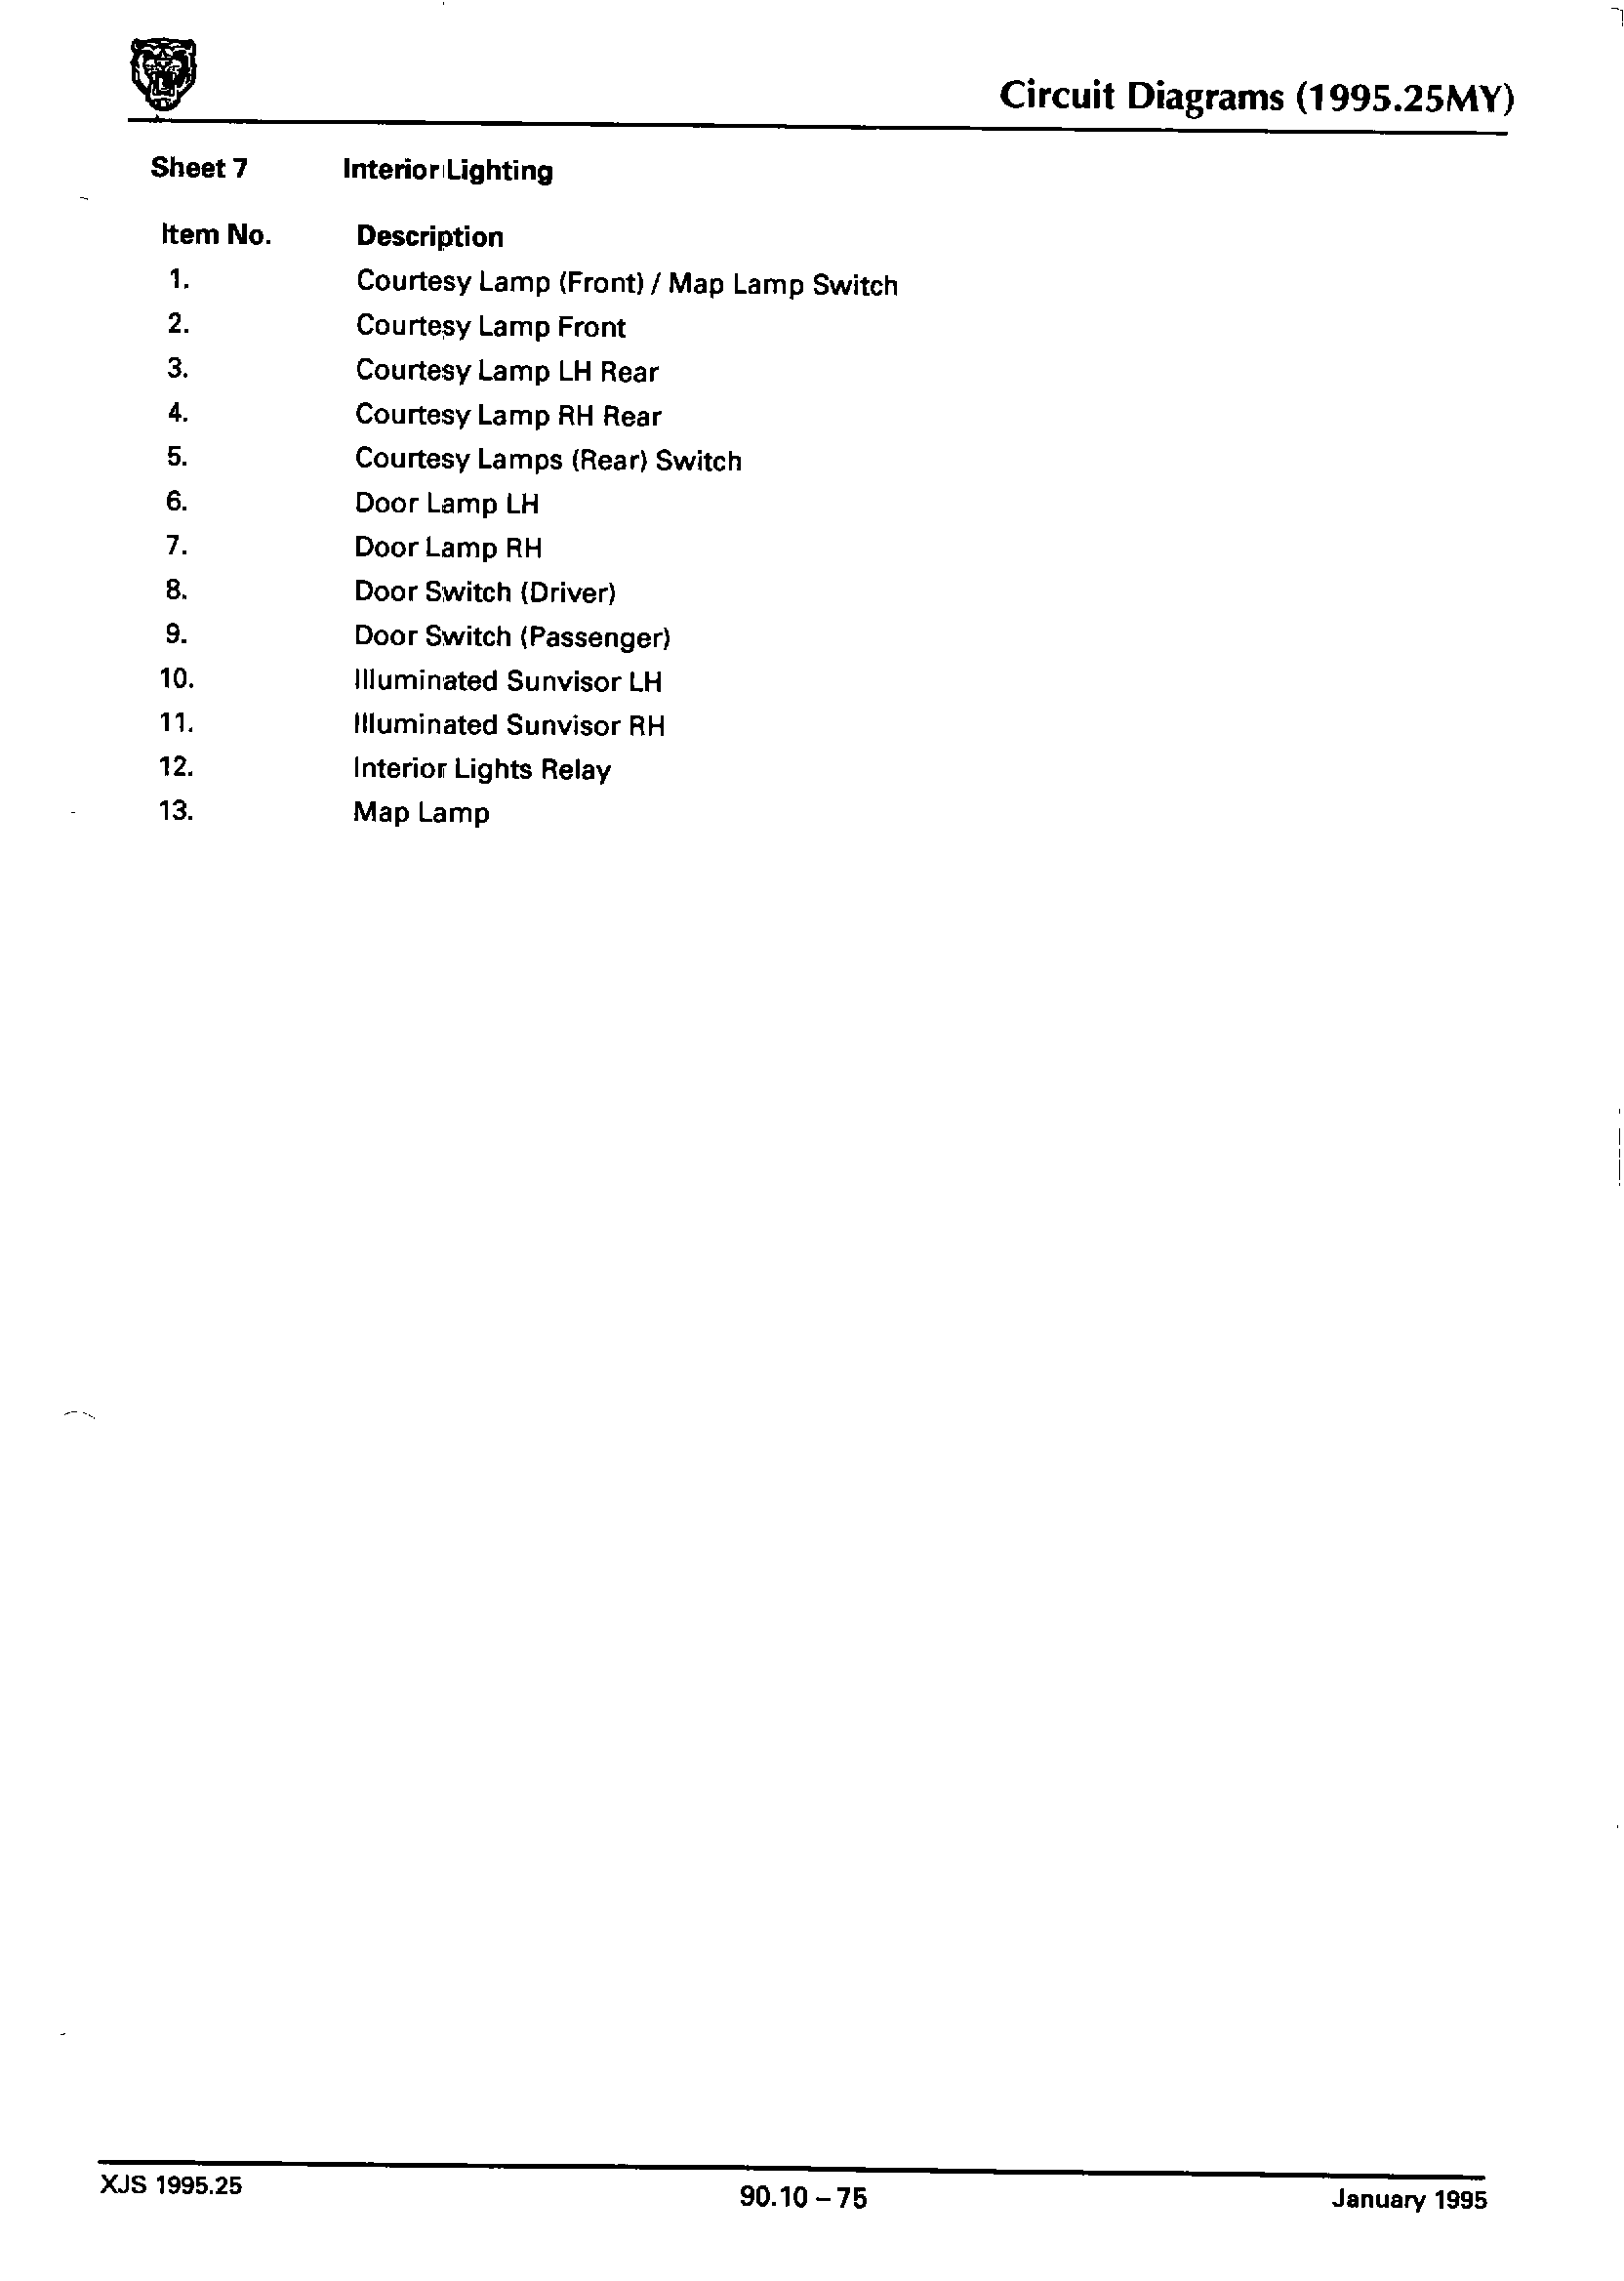 Circuit Diagrams (1995.25MY)
Sheet 7 Interior Lighting
Item No. Description
1. Courtesy Lamp (Front) / Map Lamp Switch
2. Courtesy Lamp Front
3. Courtesy Lamp LH Rear
4. Courtesy Lamp RH Rear
5. Courtesy Lamps (Rear) Switch
6. Door Lamp LH
7. Door Lamp RH
8. Door Switch (Driver)
9. Door Switch (Passenger)
10. Illuminated Sunvisor LH
11. Illuminated Sunvisor RH
12. Interior Lights Relay
13. Map Lamp
XJS 1995.25 90.10 – 75 January 1995